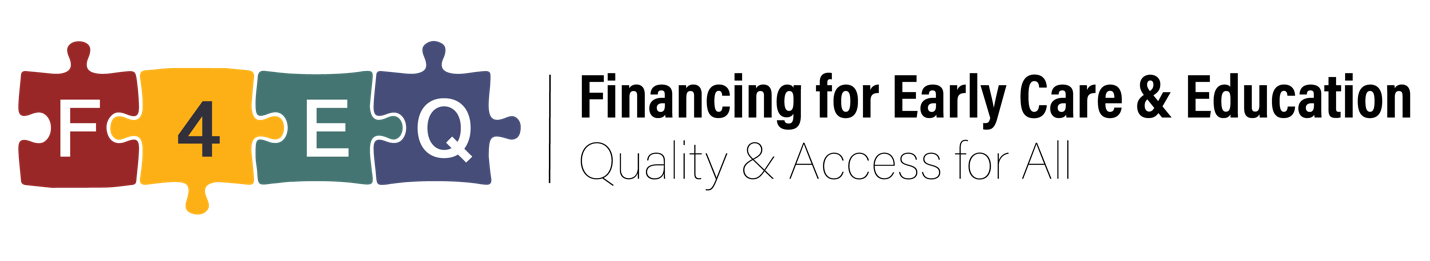 F4EQ
Financing for Early Care & Education
Quality & Access for All